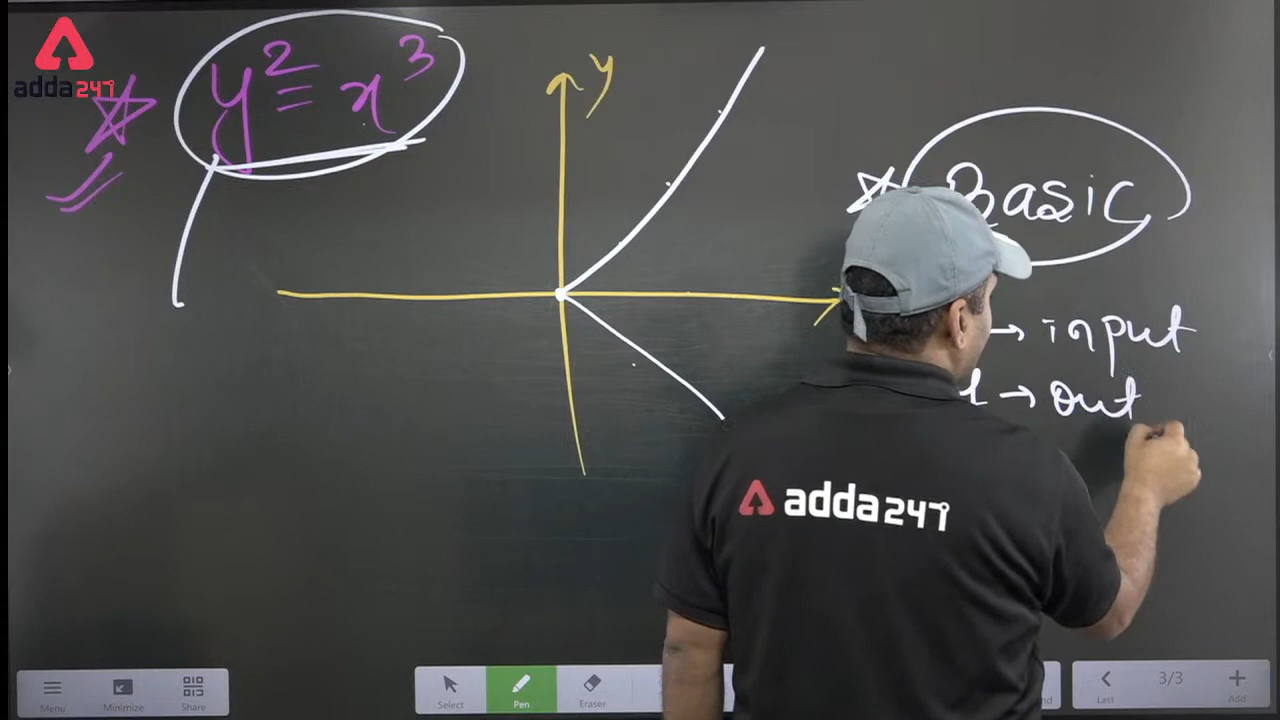 adda247
y² = x³
y
Basic
→ input
→ out
adda247
Menu
Minimize
Share
Select
Pen
Eraser
Last
3/3
Add